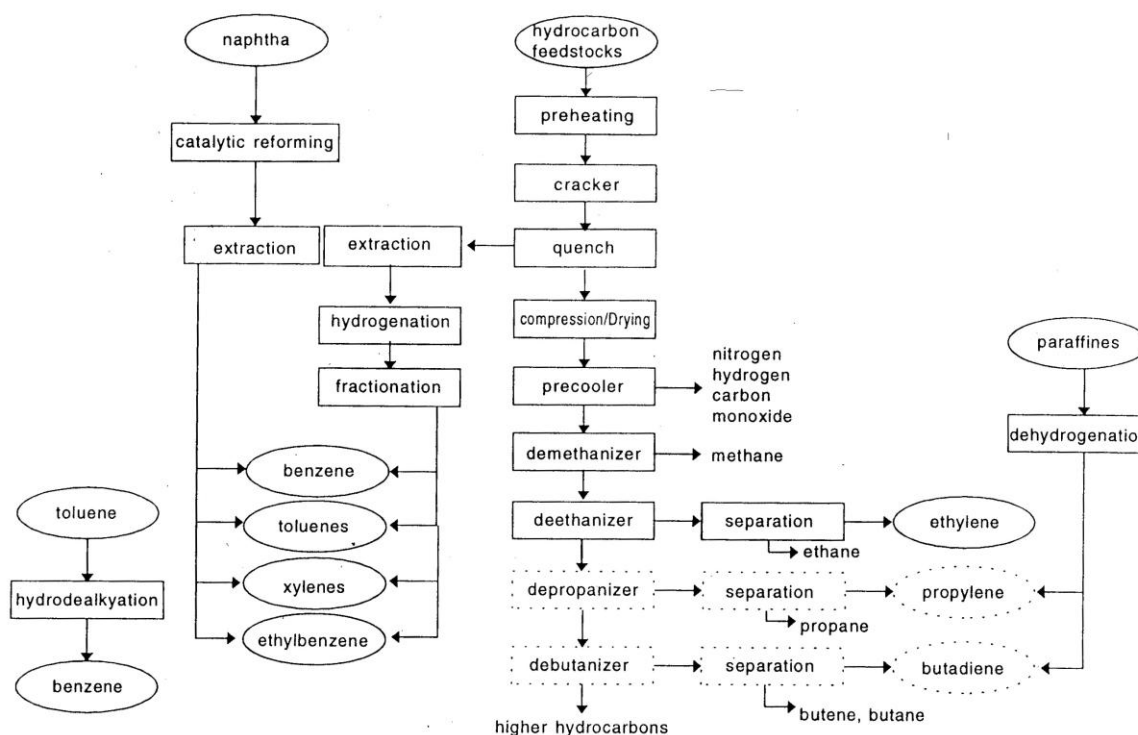 naphtha
hydrocarbon
feedstocks
preheating
catalytic reforming
cracker
extraction
extraction
quench
hydrogenation
compression/Drying
nitrogen
hydrogen
carbon
monoxide
paraffines
fractionation
precooler
dehydrogenation
demethanizer
methane
benzene
toluene
toluenes
deethanizer
separation
ethylene
ethane
xylenes
hydrodealkyation
depropanizer
separation
propylene
propane
ethylbenzene
debutanizer
separation
butadiene
benzene
butene, butane
higher hydrocarbons